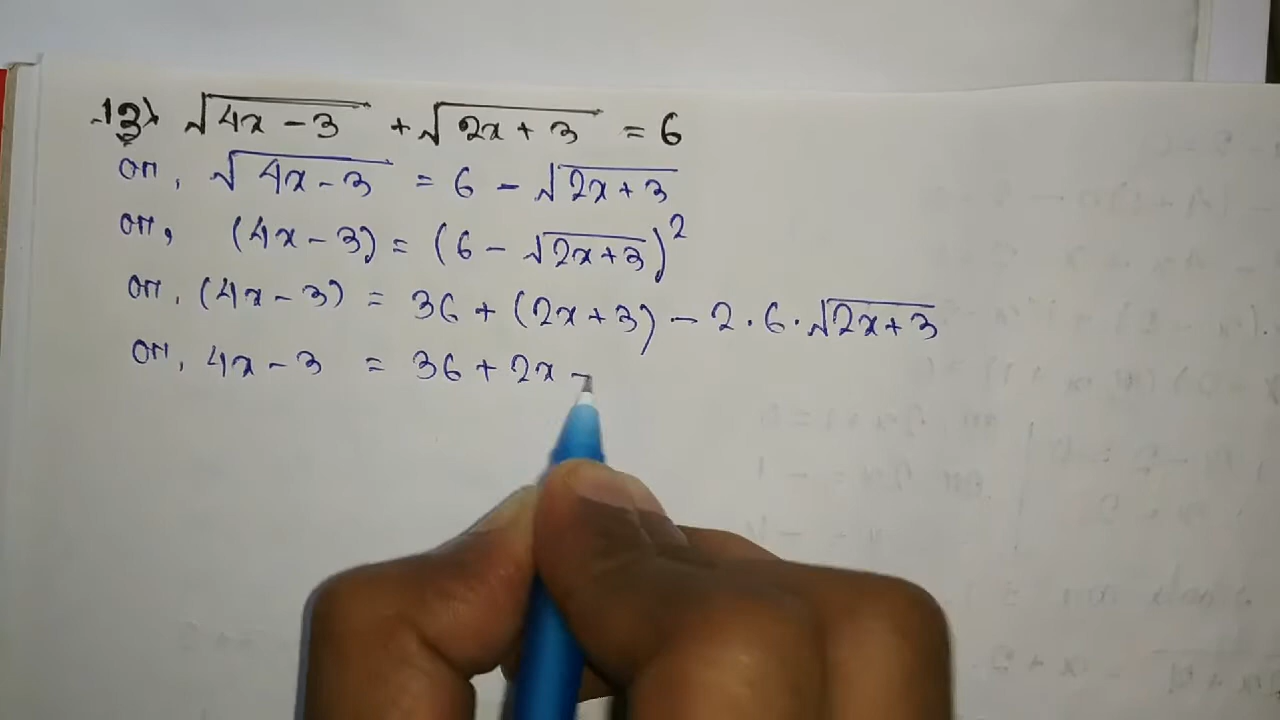 13) √(4x - 3) + √(2x + 3) = 6
or, √(4x - 3) = 6 - √(2x + 3)
or, (4x - 3) = (6 - √(2x + 3))²
or, (4x - 3) = 36 + (2x + 3) - 2 · 6 · √(2x + 3)
or, 4x - 3 = 36 + 2x -